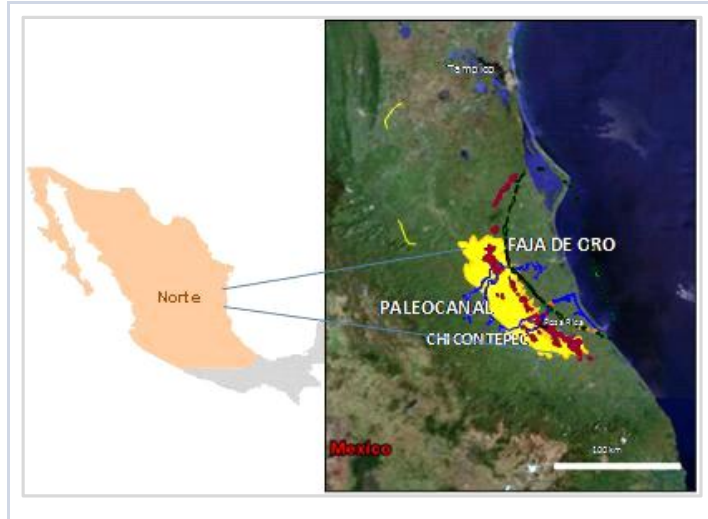 Tampico
FAJA DE ORO
Norte
PALEOCANAL
Poza Rica
CHICONTEPEC
Mexico
100 km